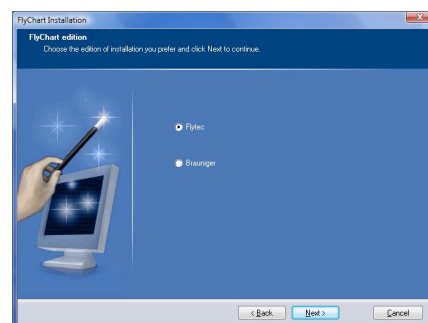 FlyChart Installation
FlyChart edition
Choose the edition of installation you prefer and click Next to continue.
Flytec
Brauniger
< Back
Next >
Cancel